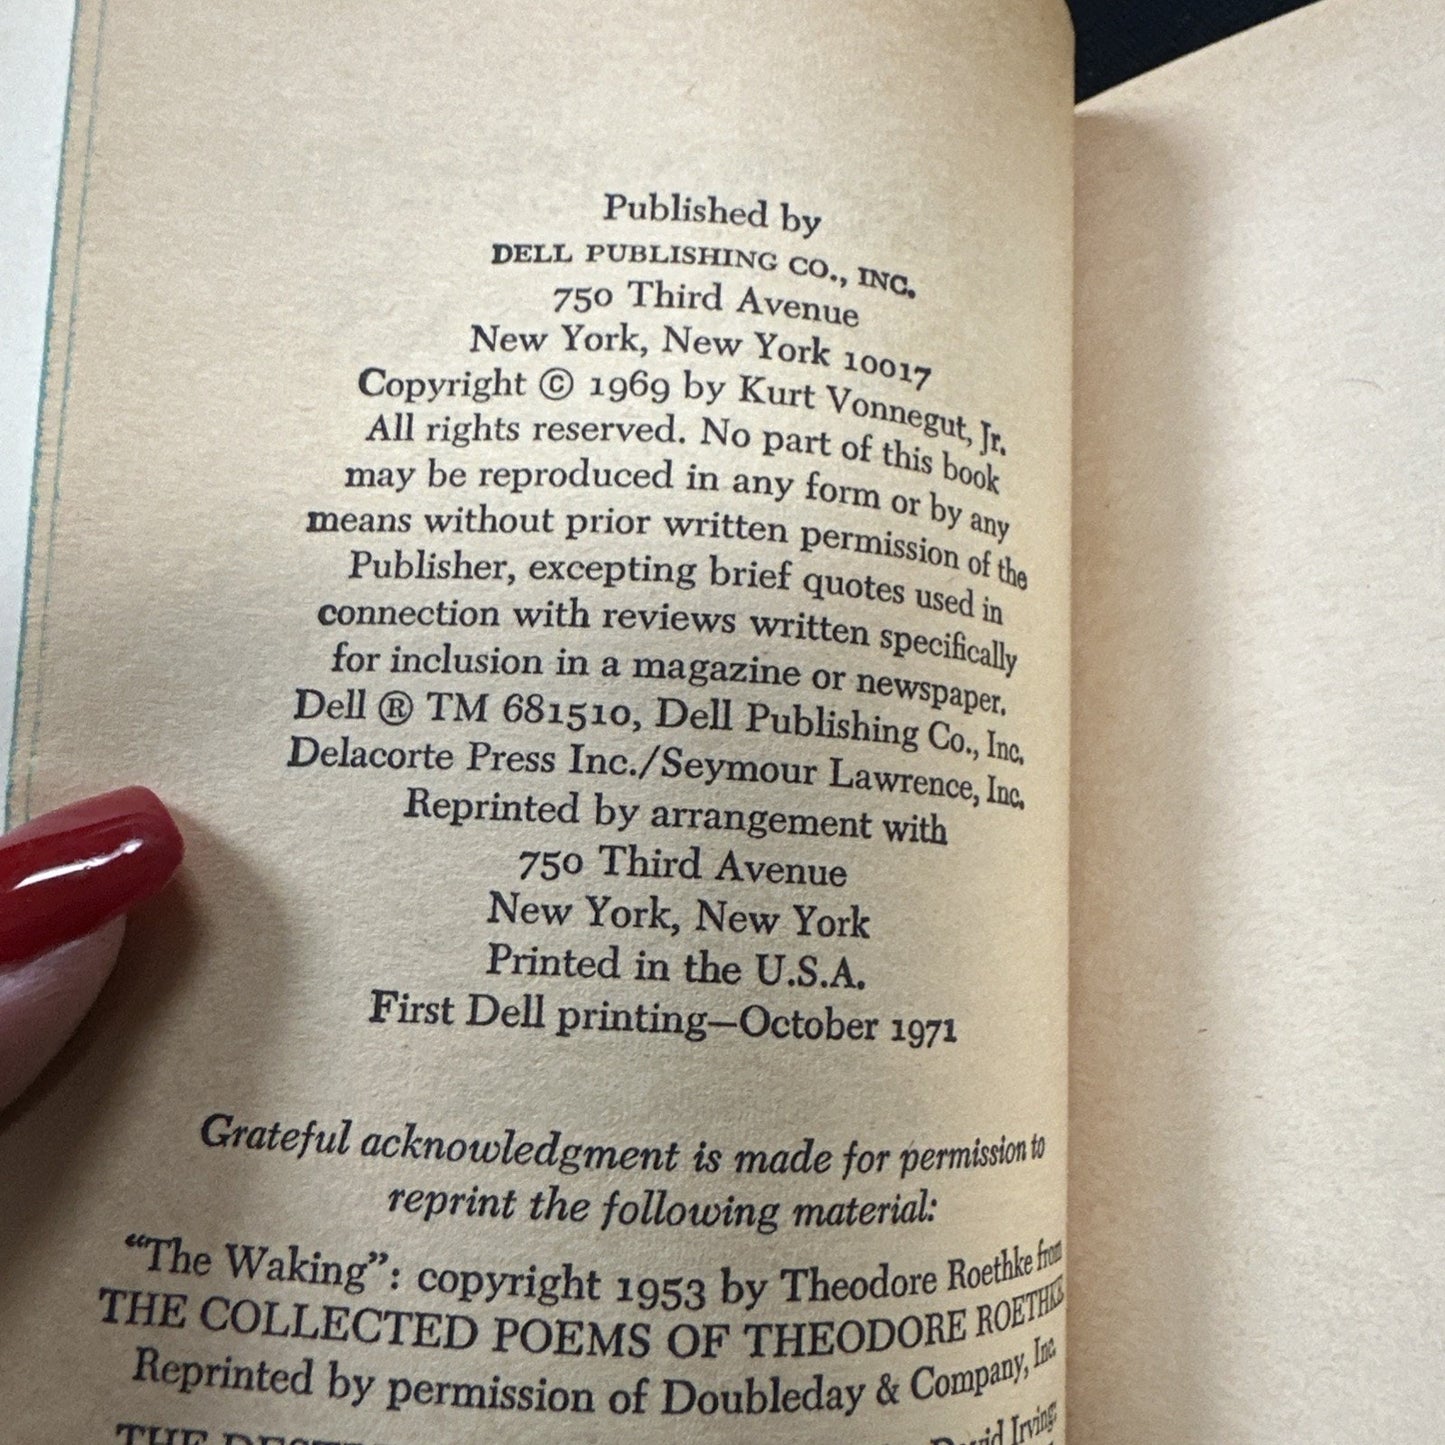 Published by
DELL PUBLISHING CO., INC.
750 Third Avenue
New York, New York 10017
Copyright © 1969 by Kurt Vonnegut, Jr.
All rights reserved. No part of this book
may be reproduced in any form or by any
means without prior written permission of the
Publisher, excepting brief quotes used in
connection with reviews written specifically
for inclusion in a magazine or newspaper.
Dell ® TM 681510, Dell Publishing Co., Inc.
Delacorte Press Inc./Seymour Lawrence, Inc.
Reprinted by arrangement with
750 Third Avenue
New York, New York
Printed in the U.S.A.
First Dell printing—October 1971
Grateful acknowledgment is made for permission to
reprint the following material:
“The Waking”: copyright 1953 by Theodore Roethke from
THE COLLECTED POEMS OF THEODORE ROETHKE
Reprinted by permission of Doubleday & Company, Inc.
THE David Irving: